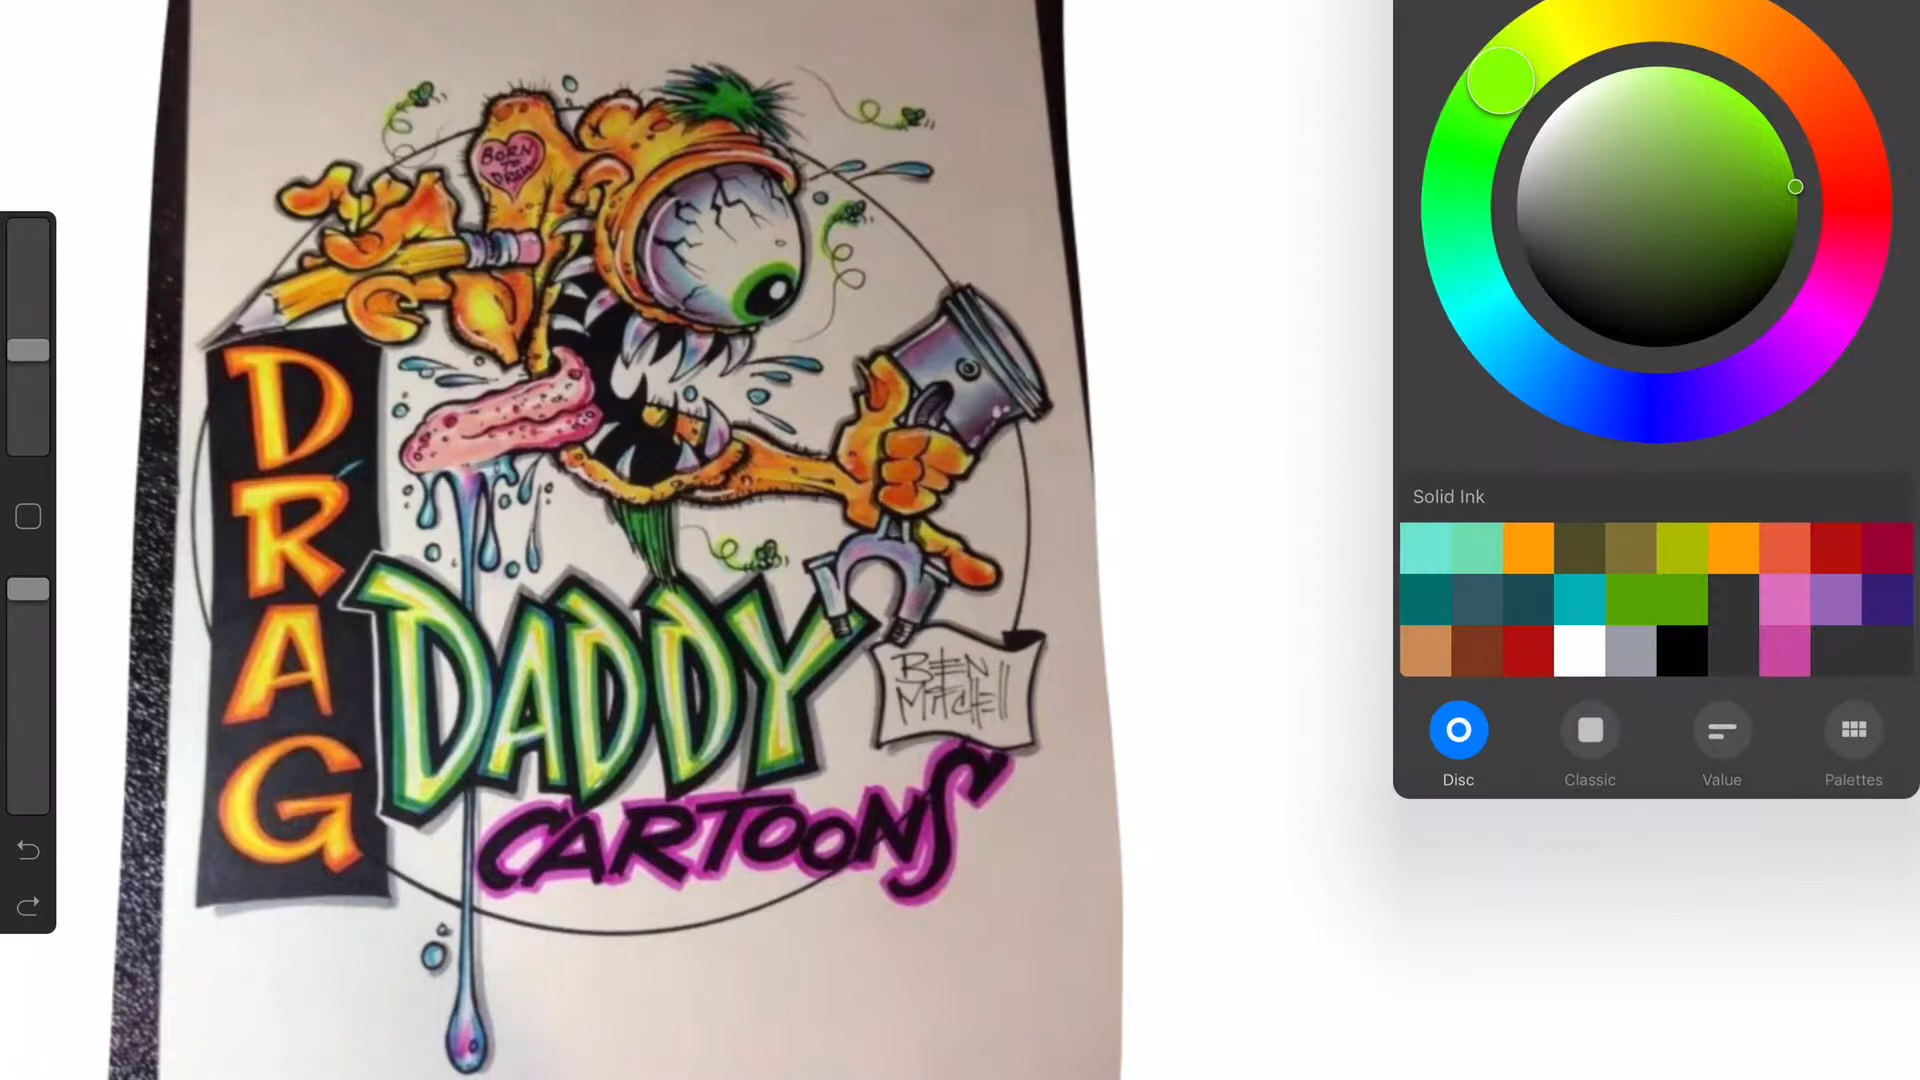 BORN
TO
DRAW
DRAG
DADDY
BEN
MITCHELL
CARTOONS
Solid Ink
Disc
Classic
Value
Palettes